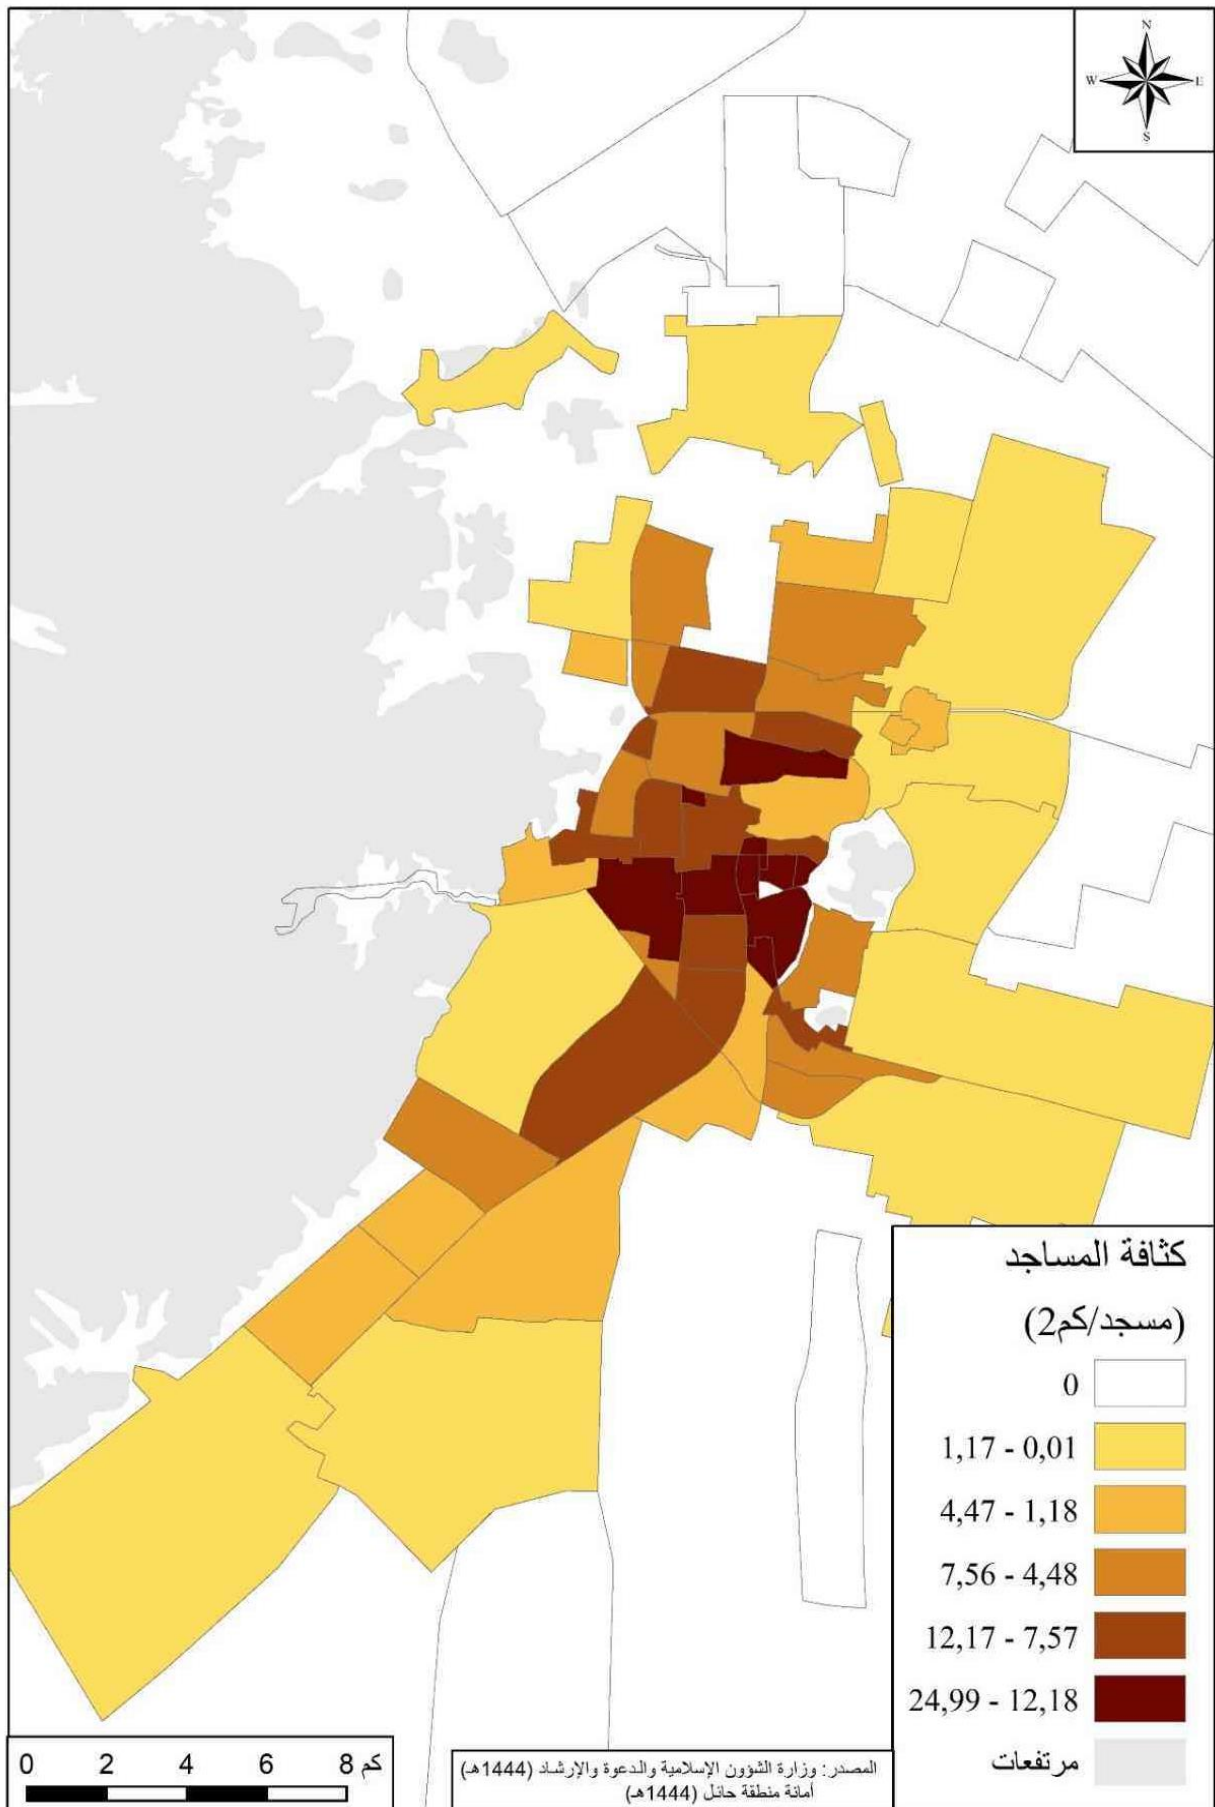 N
W E
S
كثافة المساجد
(مسجد/كم2)
0
1,17 - 0,01
4,47 - 1,18
7,56 - 4,48
12,17 - 7,57
24,99 - 12,18
مرتفعات
0 2 4 6 8 كم
المصدر: وزارة الشؤون الإسلامية والدعوة والإرشاد (1444هـ)
أمانة منطقة حائل (1444هـ)